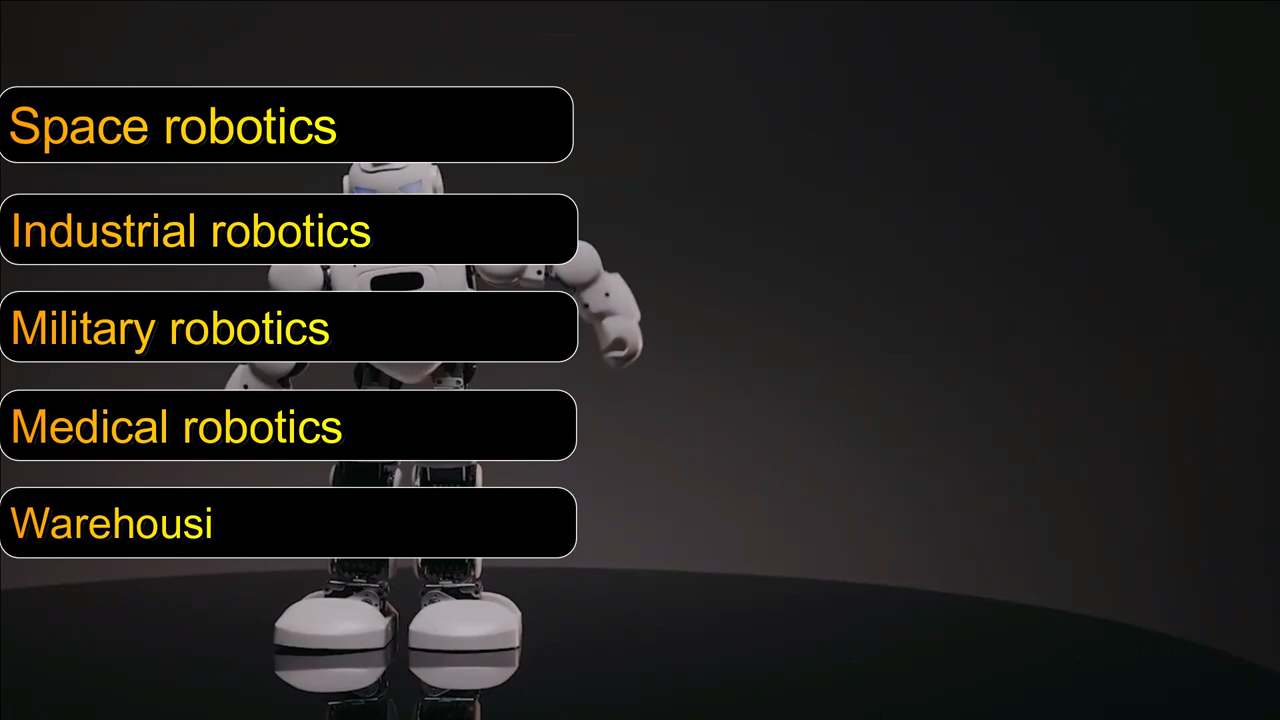 Space robotics
Industrial robotics
Military robotics
Medical robotics
Warehousi